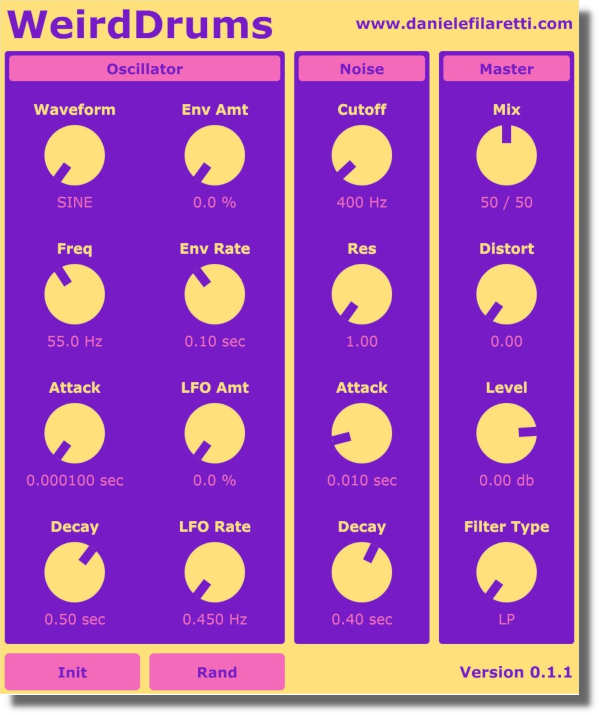 WeirdDrums
www.danielefilaretti.com
Oscillator
Noise
Master
Waveform
Env Amt
Cutoff
Mix
SINE
0.0 %
400 Hz
50 / 50
Freq
Env Rate
Res
Distort
55.0 Hz
0.10 sec
1.00
0.00
Attack
LFO Amt
Attack
Level
0.000100 sec
0.0 %
0.010 sec
0.00 db
Decay
LFO Rate
Decay
Filter Type
0.50 sec
0.450 Hz
0.40 sec
LP
Init
Rand
Version 0.1.1